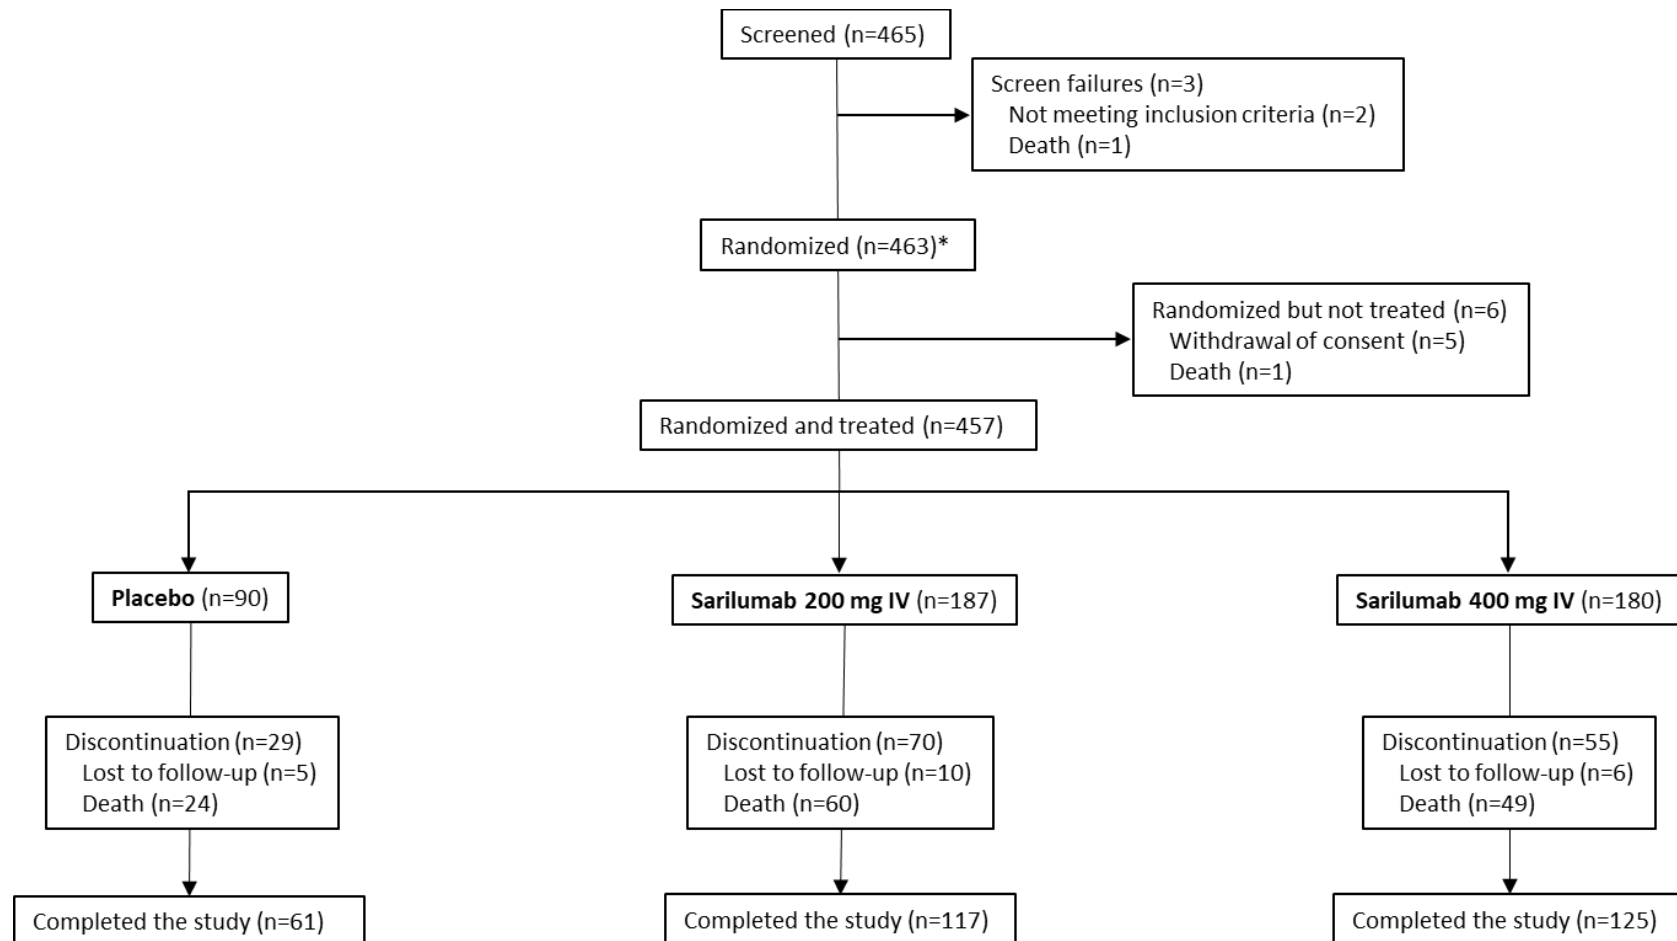 Screened (n=465)
Screen failures (n=3)
Not meeting inclusion criteria (n=2)
Death (n=1)
Randomized (n=463)*
Randomized but not treated (n=6)
Withdrawal of consent (n=5)
Death (n=1)
Randomized and treated (n=457)
Placebo (n=90)
Sarilumab 200 mg IV (n=187)
Sarilumab 400 mg IV (n=180)
Discontinuation (n=29)
Lost to follow-up (n=5)
Death (n=24)
Discontinuation (n=70)
Lost to follow-up (n=10)
Death (n=60)
Discontinuation (n=55)
Lost to follow-up (n=6)
Death (n=49)
Completed the study (n=61)
Completed the study (n=117)
Completed the study (n=125)